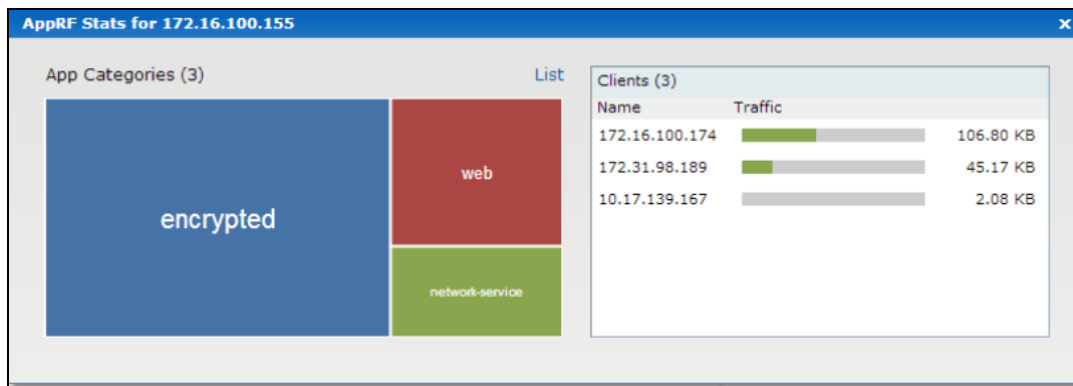 AppRF Stats for 172.16.100.155 x
App Categories (3) List
encrypted
web
network-service
Clients (3)
Name Traffic
172.16.100.174 106.80 KB
172.31.98.189 45.17 KB
10.17.139.167 2.08 KB